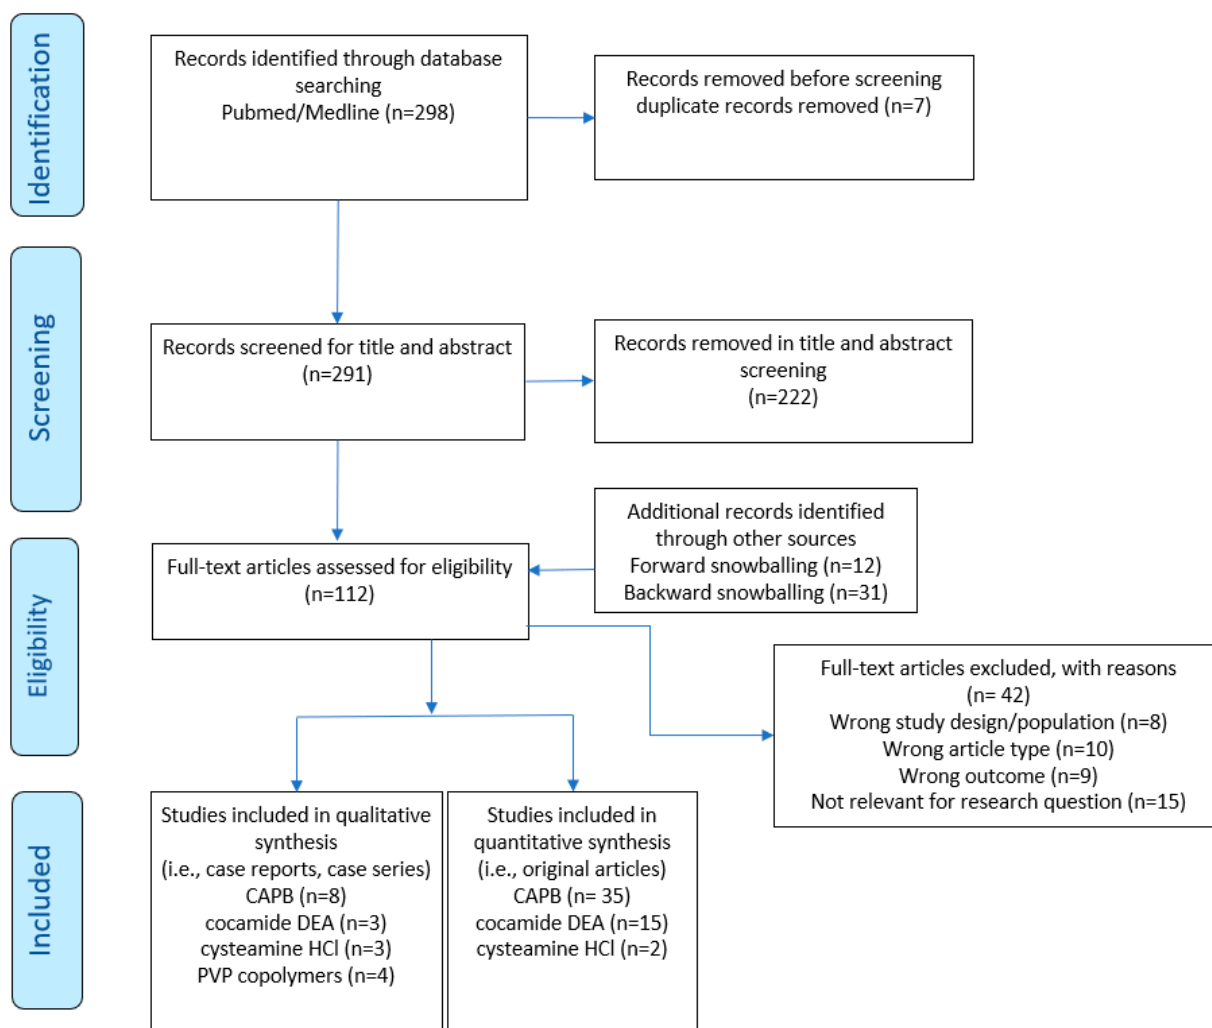 Identification
Records identified through database
searching
Pubmed/Medline (n=298)
Records removed before screening
duplicate records removed (n=7)
Screening
Records screened for title and abstract
(n=291)
Records removed in title and abstract
screening
(n=222)
Eligibility
Full-text articles assessed for eligibility
(n=112)
Additional records identified
through other sources
Forward snowballing (n=12)
Backward snowballing (n=31)
Full-text articles excluded, with reasons
(n= 42)
Wrong study design/population (n=8)
Wrong article type (n=10)
Wrong outcome (n=9)
Not relevant for research question (n=15)
Included
Studies included in qualitative
synthesis
(i.e., case reports, case series)
CAPB (n=8)
cocamide DEA (n=3)
cysteamine HCl (n=3)
PVP copolymers (n=4)
Studies included in
quantitative synthesis
(i.e., original articles)
CAPB (n= 35)
cocamide DEA (n=15)
cysteamine HCl (n=2)